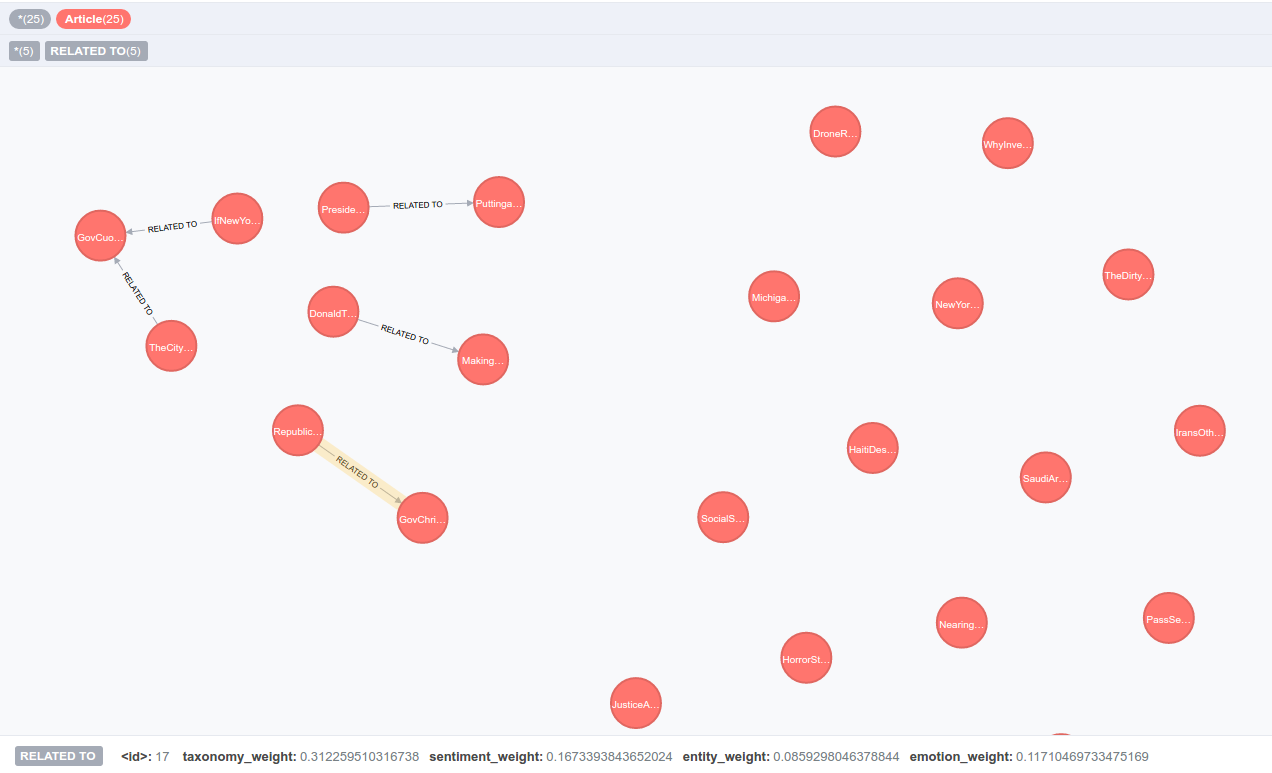 *(25) Article(25)
*(5) RELATED TO(5)
DroneR...
WhyInve...
Preside...
RELATED TO
Puttinga...
IfNewYo...
RELATED TO
GovCuo...
RELATED TO
TheCity...
DonaldT...
RELATED TO
Making...
Michiga...
NewYor...
TheDirty...
Republic...
RELATED TO
GovChri...
HaitiDes...
SaudiAr...
IransOth...
SocialS...
Nearing...
PassSe...
HorrorSt...
JusticeA...
RELATED TO <id>: 17 taxonomy_weight: 0.312259510316738 sentiment_weight: 0.1673393843652024 entity_weight: 0.0859298046378844 emotion_weight: 0.11710469733475169